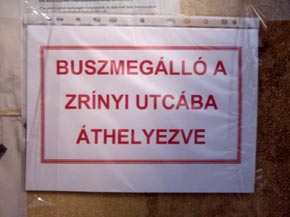 BUSZMEGÁLLÓ A
ZRÍNYI UTCÁBA
ÁTHELYEZVE